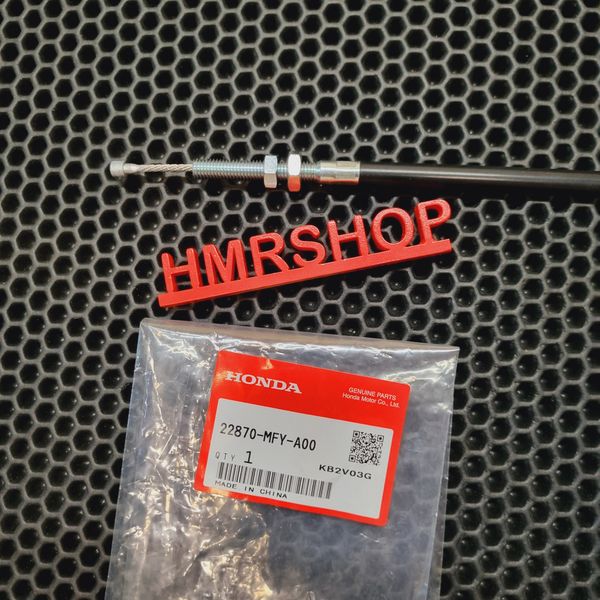 HMRSHOP
HONDA
GENUINE PARTS
Honda Motor Co., Ltd.
22870-MFY-A00
QTY 1
KB2V03G
MADE IN CHINA